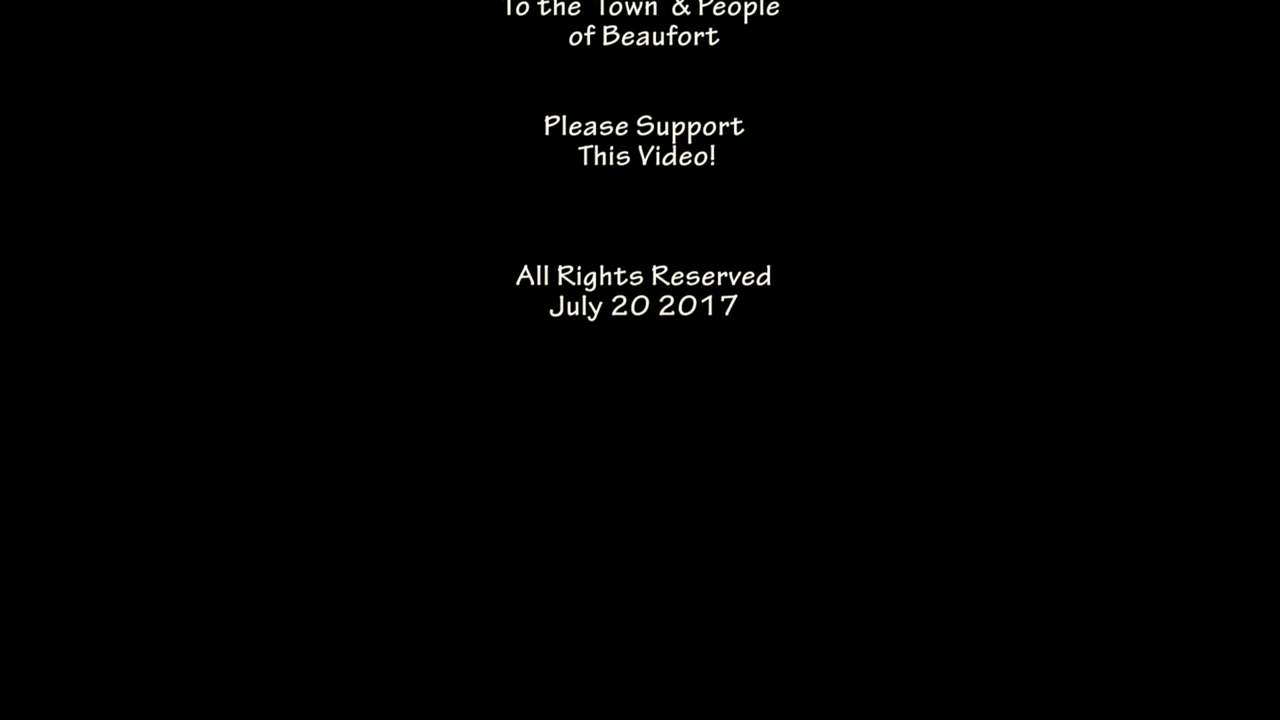 To the Town & People
of Beaufort
Please Support
This Video!
All Rights Reserved
July 20 2017